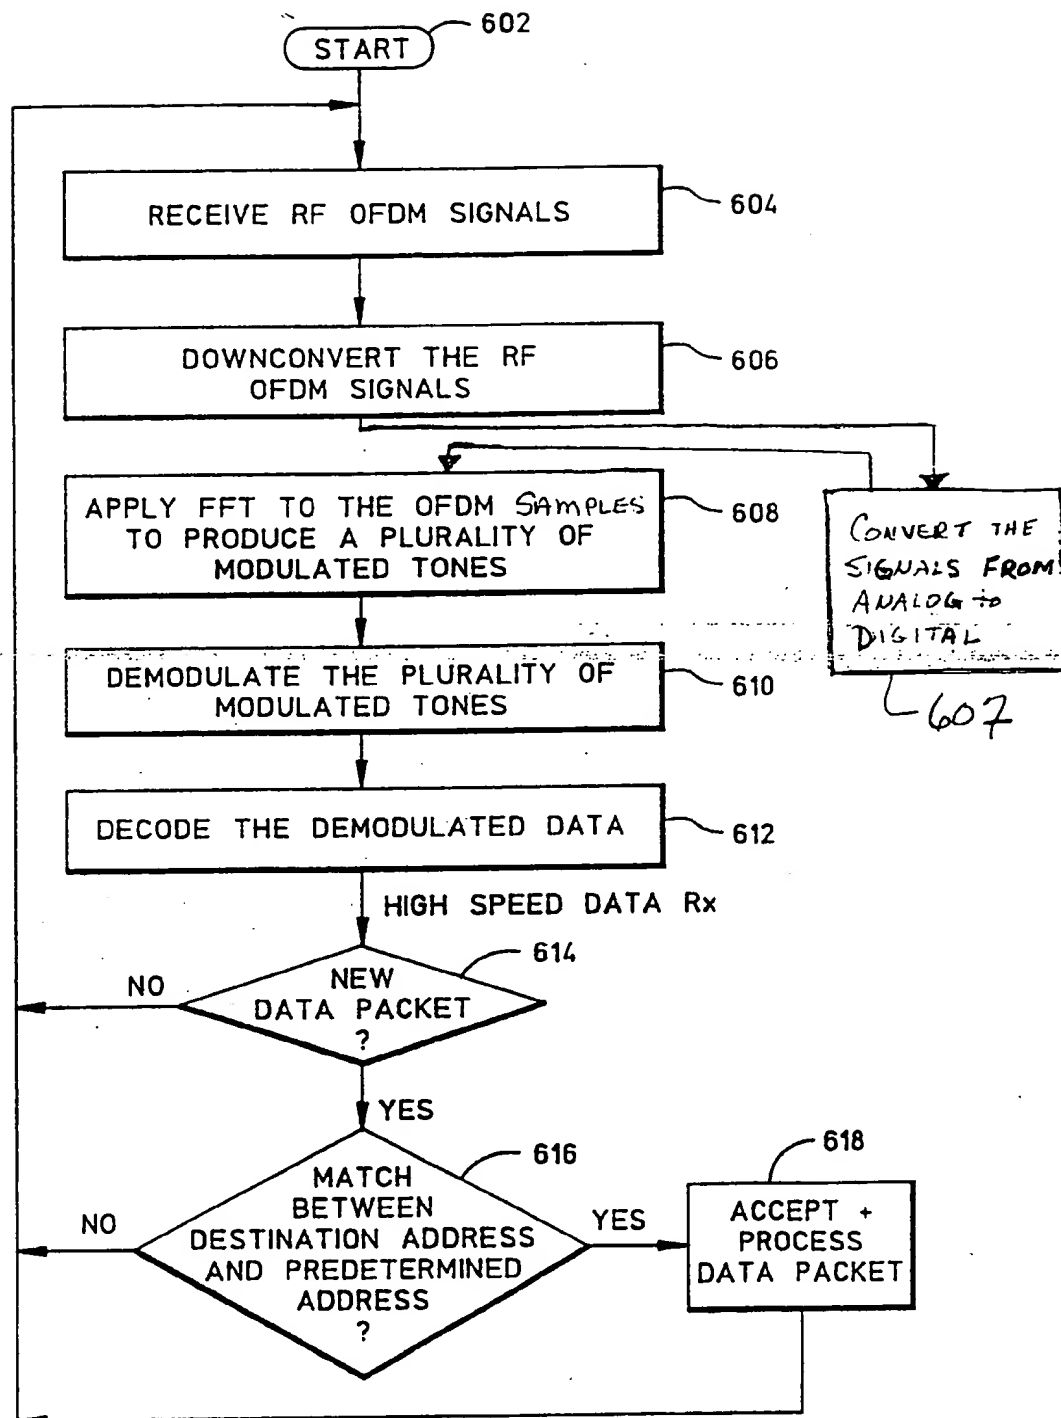 602
START
RECEIVE RF OFDM SIGNALS
604
DOWNCONVERT THE RF
OFDM SIGNALS
606
APPLY FFT TO THE OFDM SAMPLES
TO PRODUCE A PLURALITY OF
MODULATED TONES
608
CONVERT THE
SIGNALS FROM
ANALOG to
DIGITAL
607
DEMODULATE THE PLURALITY OF
MODULATED TONES
610
DECODE THE DEMODULATED DATA
612
HIGH SPEED DATA Rx
614
NEW
DATA PACKET
?
NO
YES
616
MATCH
BETWEEN
DESTINATION ADDRESS
AND PREDETERMINED
ADDRESS
?
NO
YES
618
ACCEPT +
PROCESS
DATA PACKET